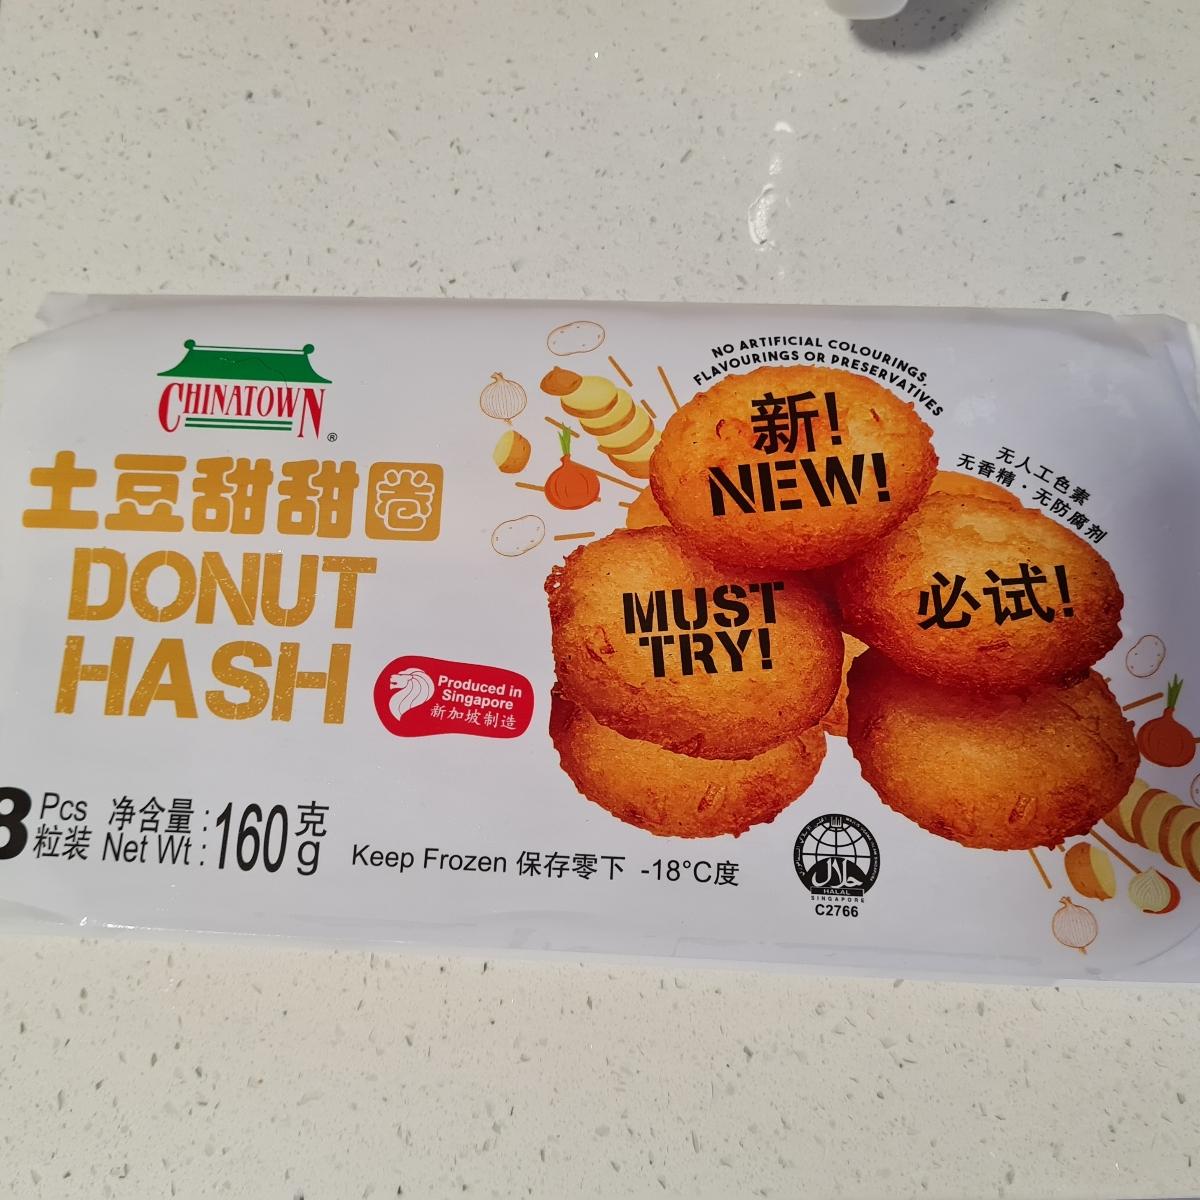 CHINATOWN®
土豆甜甜圈
DONUT
HASH
Produced in
Singapore
新加坡制造
Pcs
粒装
净含量:
Net Wt:
160克
g
Keep Frozen 保存零下 -18°C度
NO ARTIFICIAL COLOURINGS,
FLAVOURINGS OR PRESERVATIVES
新!
NEW!
MUST
TRY!
必试!
无人工色素
无香精·无防腐剂
HALAL
SINGAPORE
C2766